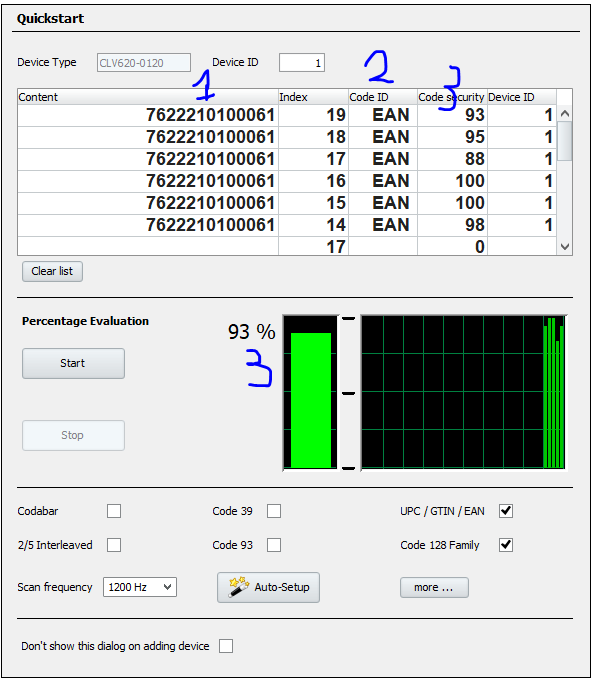 Quickstart
Device Type CLV620-0120 Device ID 1 2
1 3
Content Index Code ID Code security Device ID
7622210100061 19 EAN 93 1
7622210100061 18 EAN 95 1
7622210100061 17 EAN 88 1
7622210100061 16 EAN 100 1
7622210100061 15 EAN 100 1
7622210100061 14 EAN 98 1
17 0
Clear list
Percentage Evaluation
93 %
3
Start
Stop
Codabar Code 39 UPC / GTIN / EAN
2/5 Interleaved Code 93 Code 128 Family
Scan frequency 1200 Hz Auto-Setup more ...
Don't show this dialog on adding device